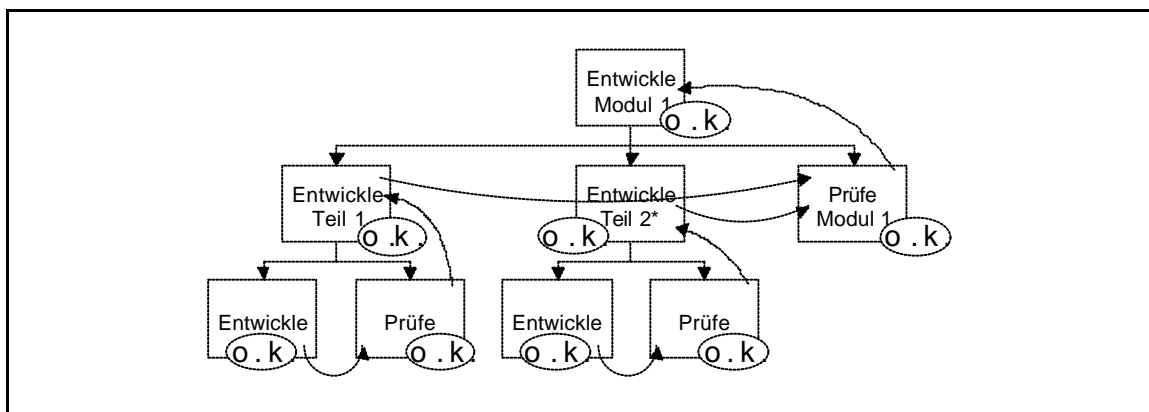 Entwickle
Modul 1
o.k.
Entwickle
Teil 1
o.k.
Entwickle
Teil 2*
o.k.
Prüfe
Modul 1
o.k.
Entwickle
o.k.
Prüfe
o.k.
Entwickle
o.k.
Prüfe
o.k.